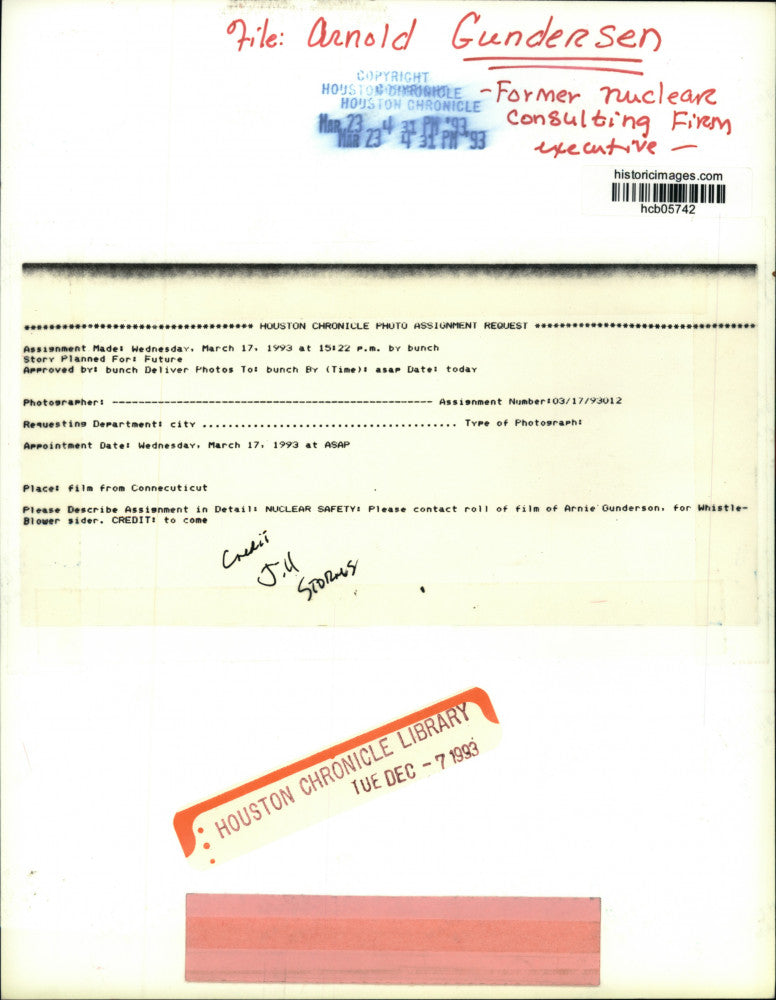 File: Arnold Gundersen
COPYRIGHT
HOUSTON CHRONICLE
HOUSTON CHRONICLE
MAR 23 4 31 PM '93
MAR 23 4 31 PM '93
- Former nuclear
Consulting Firm
executive -
historicimages.com
hcb05742
************************************* HOUSTON CHRONICLE PHOTO ASSIGNMENT REQUEST ************************************
Assignment Made: Wednesday, March 17, 1993 at 15:22 p.m. by bunch
Story Planned For: Future
Approved by: bunch Deliver Photos To: bunch By (Time): asap Date: today
Photographer: --------------------------------------------------- Assignment Number:03/17/93012
Requesting Department: city ........................................ Type of Photograph:
Appointment Date: Wednesday, March 17, 1993 at ASAP
Place: film from Connecuticut
Please Describe Assignment in Detail: NUCLEAR SAFETY: Please contact roll of film of Arnie Gunderson, for Whistle-
Blower sider. CREDIT: to come
Credit
STORMS
HOUSTON CHRONICLE LIBRARY
TUE DEC - 7 1993